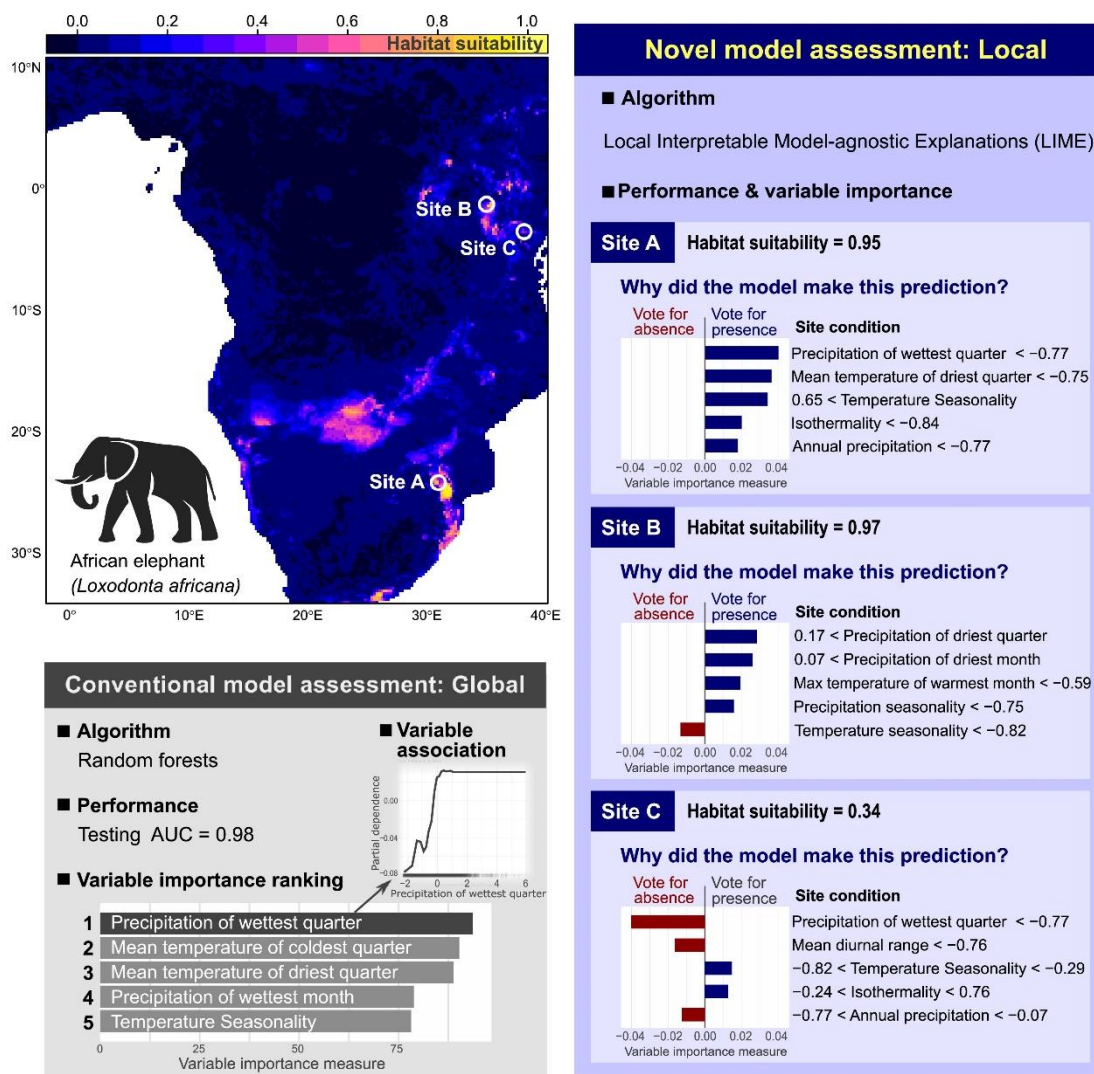 0.0 0.2 0.4 0.6 0.8 1.0
Habitat suitability
10°N
0°
10°S
20°S
30°S
0° 10°E 20°E 30°E 40°E
Site B
Site C
Site A
African elephant
(Loxodonta africana)
Conventional model assessment: Global
■ Algorithm
Random forests
■ Performance
Testing AUC = 0.98
■ Variable
association
Partial dependence
0.00
−0.04
−0.08
−2 0 2 4 6
Precipitation of wettest quarter
■ Variable importance ranking
1 Precipitation of wettest quarter
2 Mean temperature of coldest quarter
3 Mean temperature of driest quarter
4 Precipitation of wettest month
5 Temperature Seasonality
0 25 50 75
Variable importance measure
Novel model assessment: Local
■ Algorithm
Local Interpretable Model-agnostic Explanations (LIME)
■ Performance & variable importance
Site A Habitat suitability = 0.95
Why did the model make this prediction?
Vote for absence
Vote for presence
Site condition
Precipitation of wettest quarter < −0.77
Mean temperature of driest quarter < −0.75
0.65 < Temperature Seasonality
Isothermality < −0.84
Annual precipitation < −0.77
−0.04 −0.02 0.00 0.02 0.04
Variable importance measure
Site B Habitat suitability = 0.97
Why did the model make this prediction?
Vote for absence
Vote for presence
Site condition
0.17 < Precipitation of driest quarter
0.07 < Precipitation of driest month
Max temperature of warmest month < −0.59
Precipitation seasonality < −0.75
Temperature seasonality < −0.82
−0.04 −0.02 0.00 0.02 0.04
Variable importance measure
Site C Habitat suitability = 0.34
Why did the model make this prediction?
Vote for absence
Vote for presence
Site condition
Precipitation of wettest quarter < −0.77
Mean diurnal range < −0.76
−0.82 < Temperature Seasonality < −0.29
−0.24 < Isothermality < 0.76
−0.77 < Annual precipitation < −0.07
−0.04 −0.02 0.00 0.02 0.04
Variable importance measure